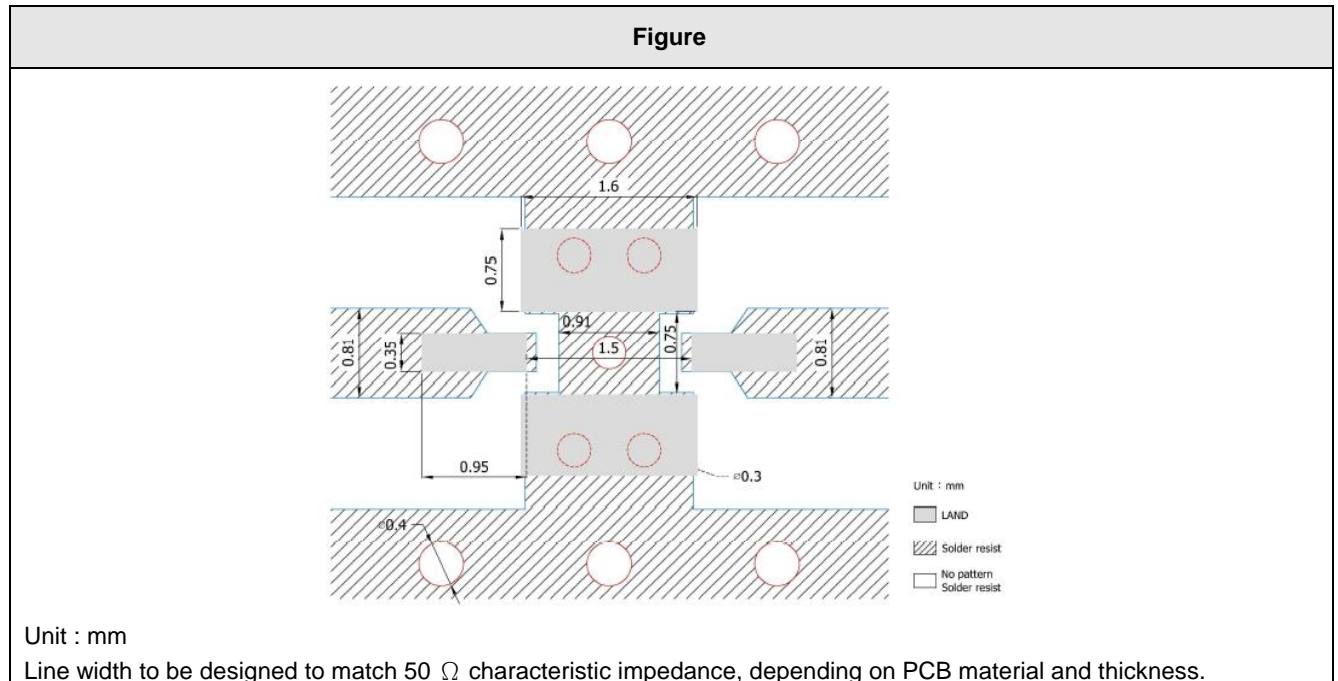 Figure
1.6
0.75
0.91
0.75
0.81
0.35
1.5
0.81
0.95
⌀0.3
⌀0.4
Unit : mm
LAND
Solder resist
No pattern
Solder resist
Unit : mm
Line width to be designed to match 50 Ω characteristic impedance, depending on PCB material and thickness.